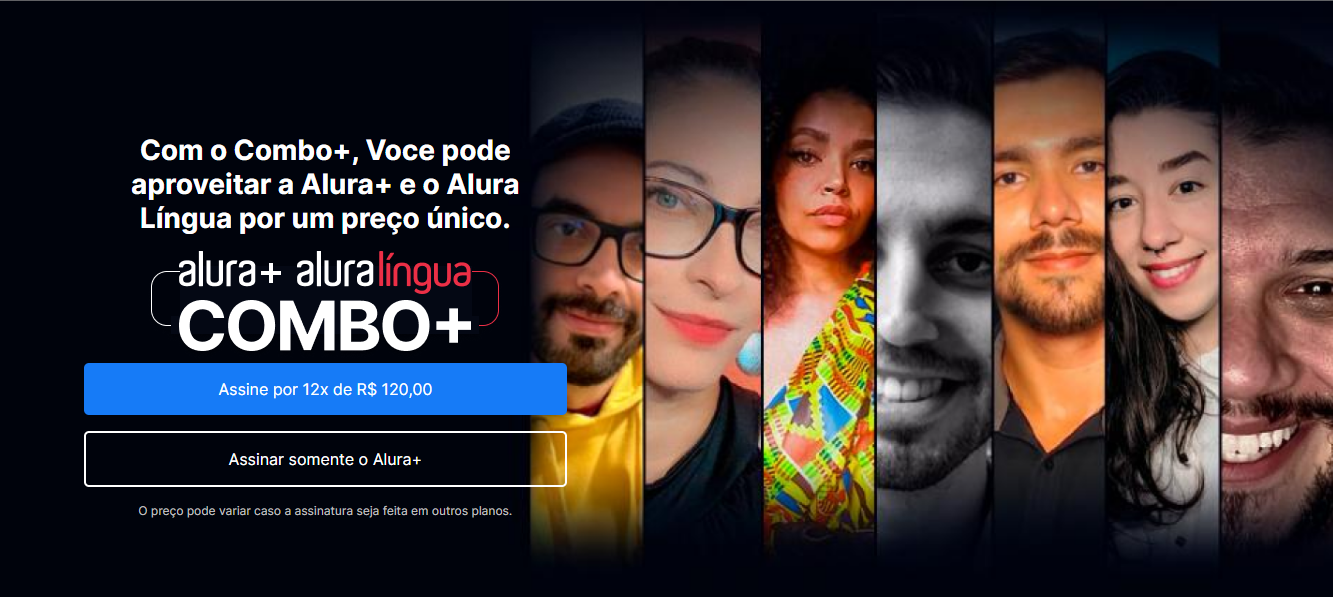 Com o Combo+, Voce pode
aproveitar a Alura+ e o Alura
Língua por um preço único.
alura+ aluralíngua
COMBO+
Assine por 12x de R$ 120,00
Assinar somente o Alura+
O preço pode variar caso a assinatura seja feita em outros planos.